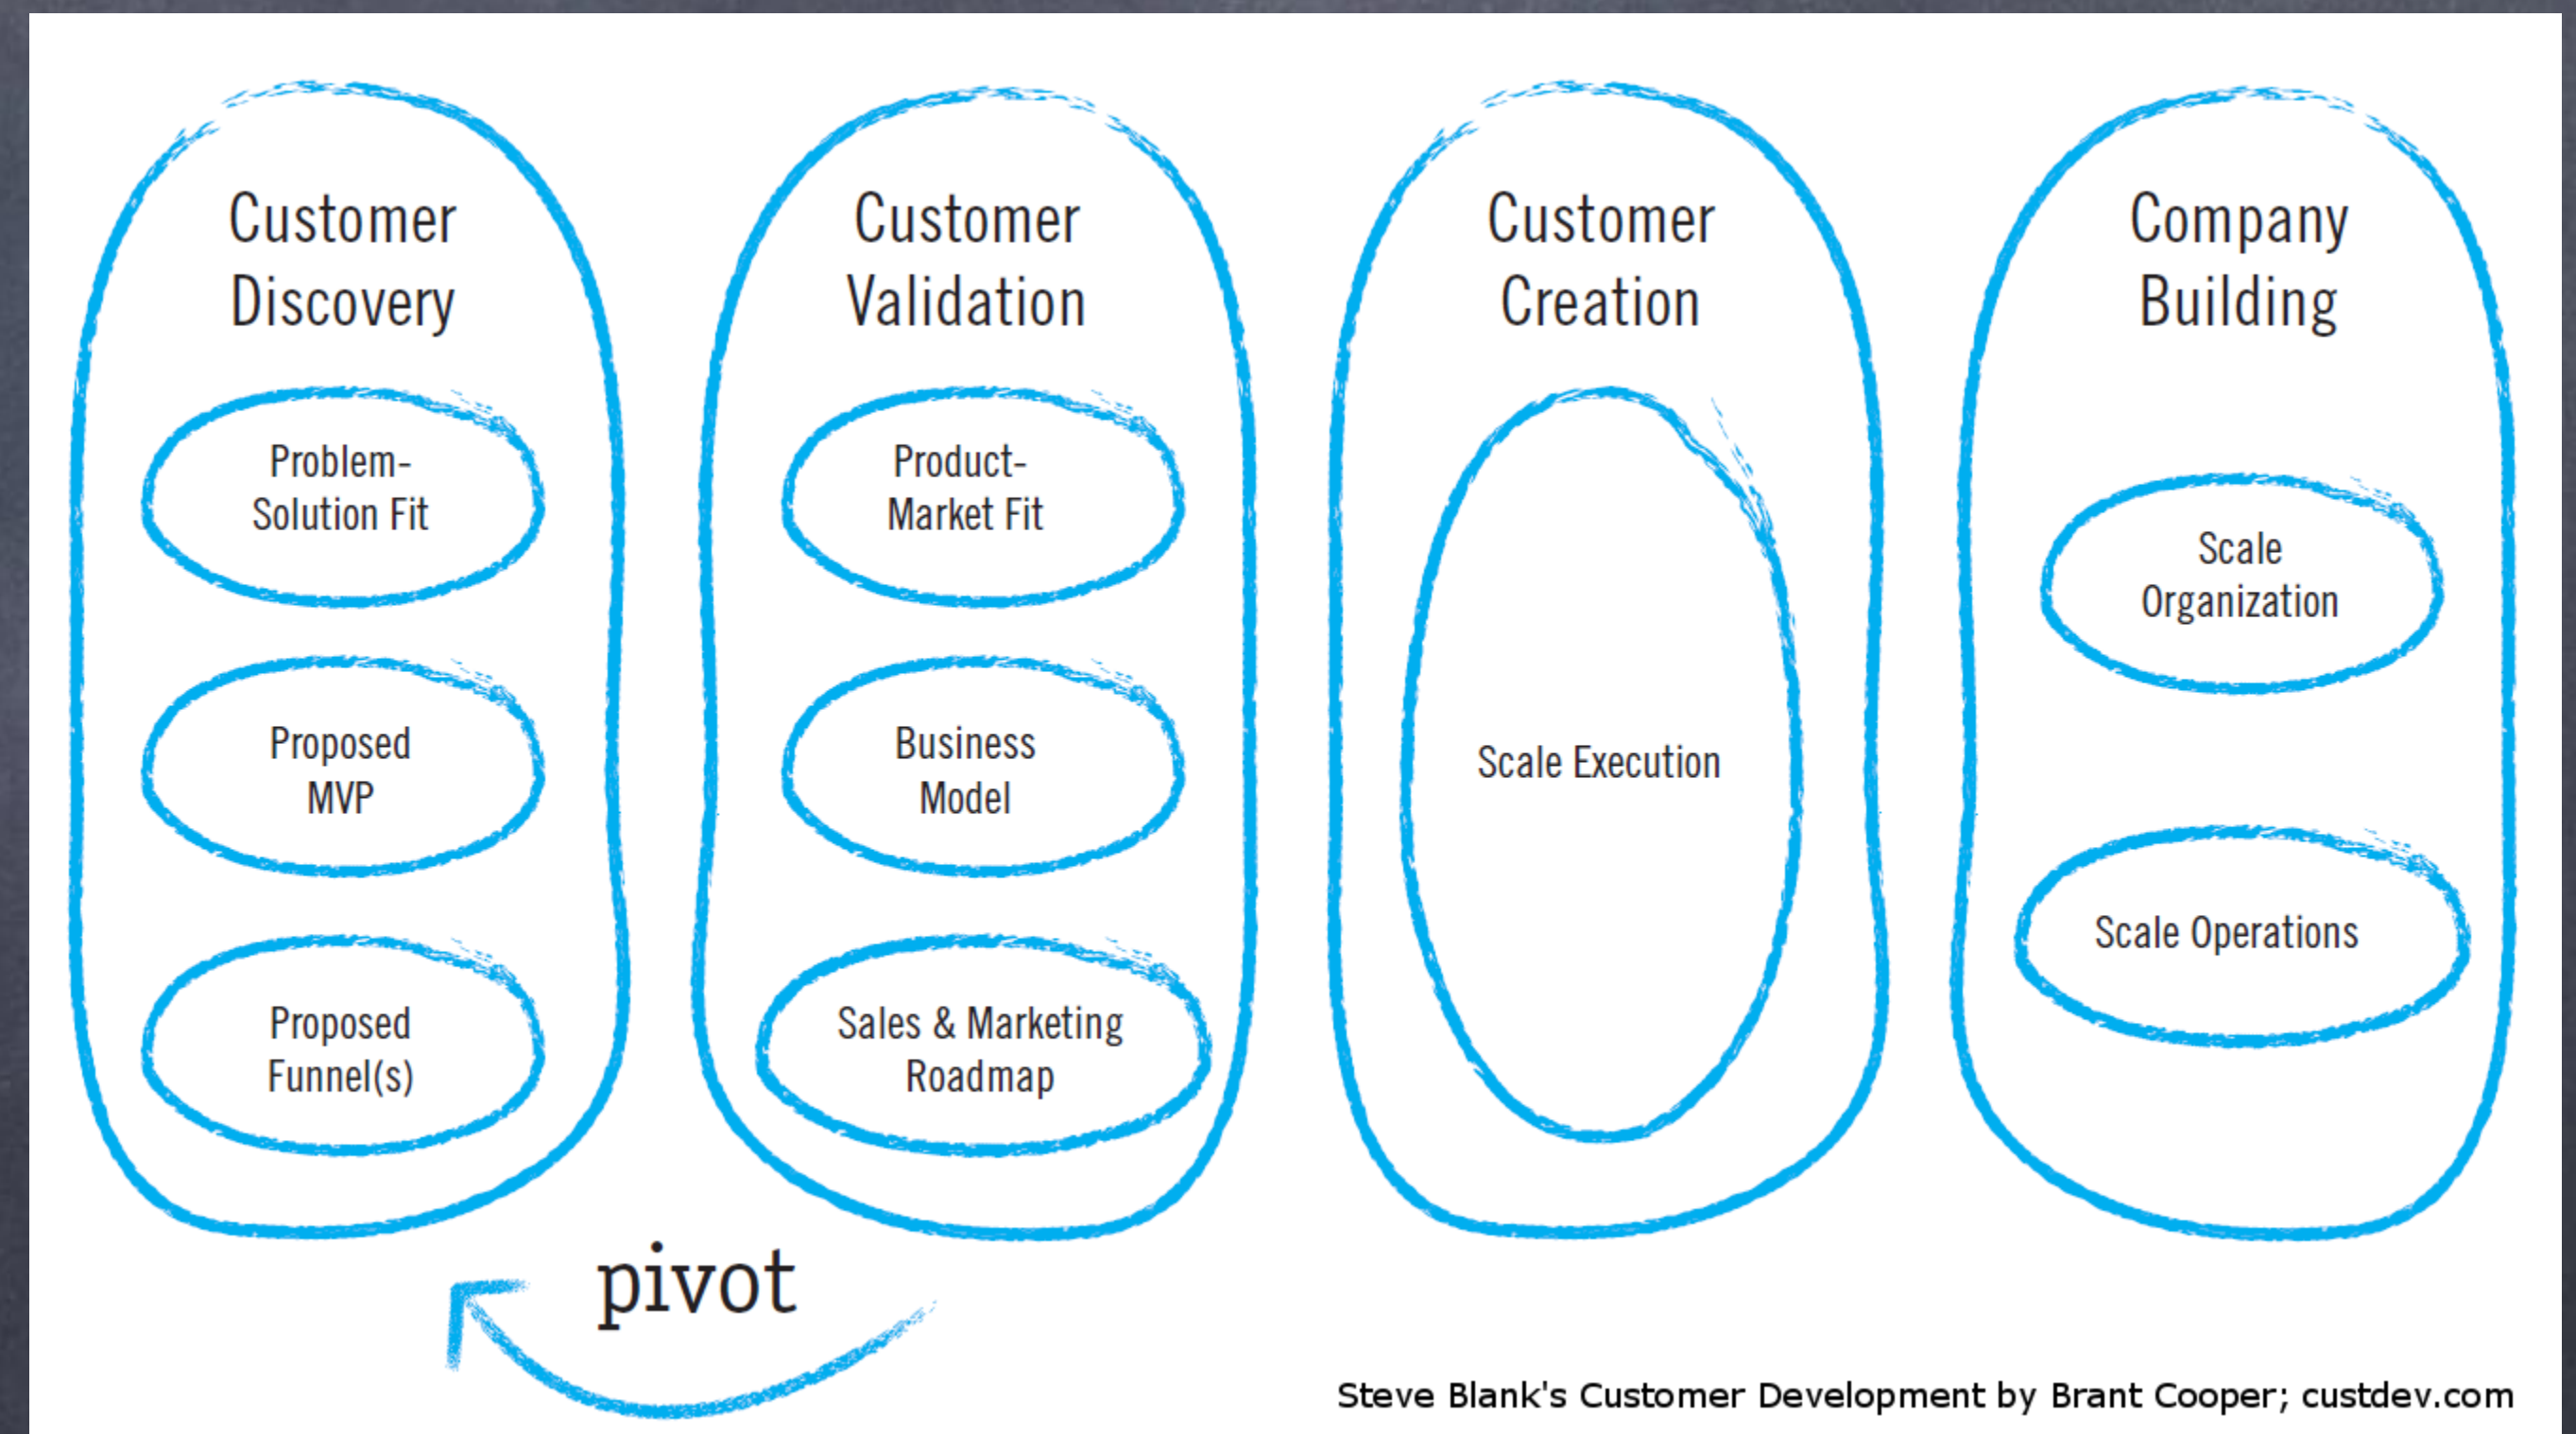 Customer
Discovery
Problem-
Solution Fit
Proposed
MVP
Proposed
Funnel(s)
Customer
Validation
Product-
Market Fit
Business
Model
Sales & Marketing
Roadmap
Customer
Creation
Scale Execution
Company
Building
Scale
Organization
Scale Operations
pivot
Steve Blank's Customer Development by Brant Cooper; custdev.com